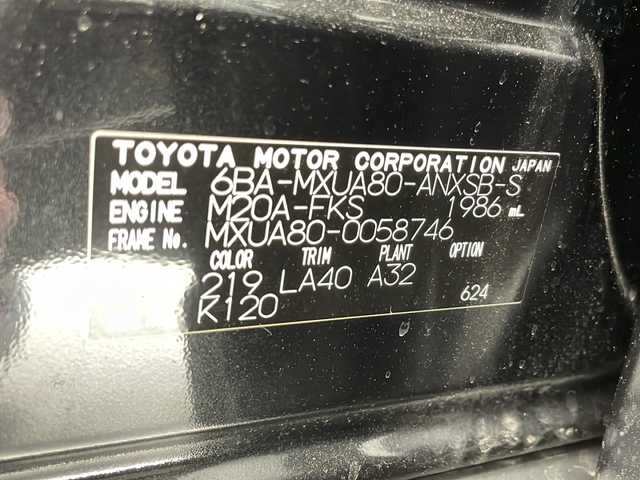 TOYOTA MOTOR CORPORATION JAPAN
MODEL 6BA-MXUA80-ANXSB-S
ENGINE M20A-FKS 1986 mL
FRAME No. MXUA80-0058746
COLOR TRIM PLANT OPTION
219 LA40 A32
K120 624